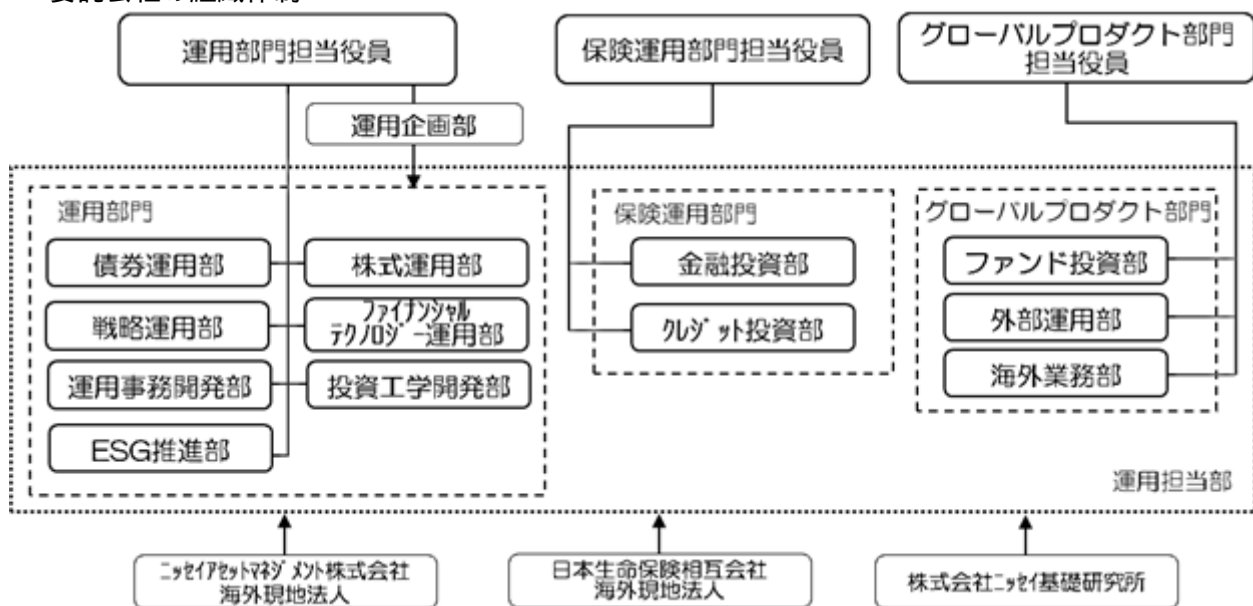 運用部門担当役員
保険運用部門担当役員
グローバルプロダクト部門
担当役員
運用企画部
運用部門
債券運用部
株式運用部
戦略運用部
ファイナンシャル
テクノロジー運用部
運用事務開発部
投資工学開発部
ESG推進部
保険運用部門
金融投資部
クレジット投資部
グローバルプロダクト部門
ファンド投資部
外部運用部
海外業務部
運用担当部
ニッセイアセットマネジメント株式会社
海外現地法人
日本生命保険相互会社
海外現地法人
株式会社ニッセイ基礎研究所